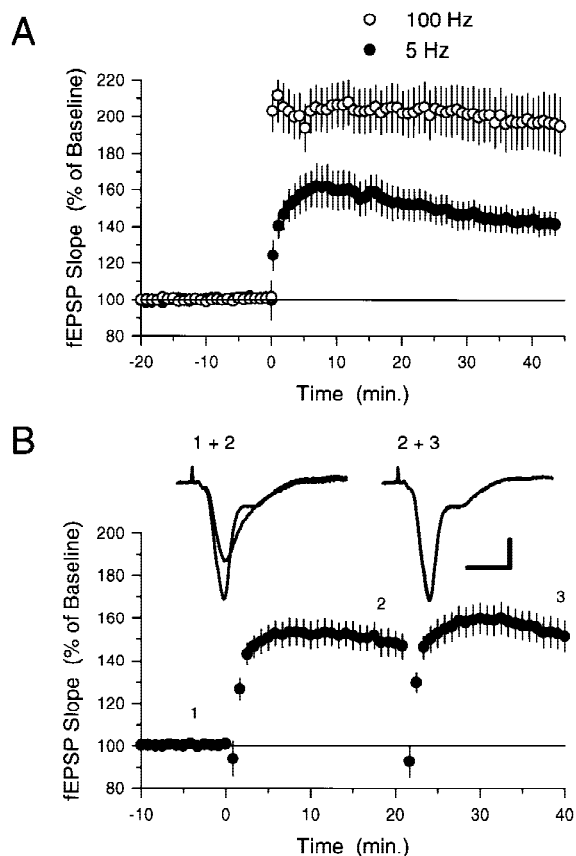 A
100 Hz
5 Hz
fEPSP Slope (% of Baseline)
220
200
180
160
140
120
100
80
-20 -10 0 10 20 30 40
Time (min.)
B
1 + 2
2 + 3
fEPSP Slope (% of Baseline)
200
180
160
140
120
100
80
1
2
3
-10 0 10 20 30 40
Time (min.)